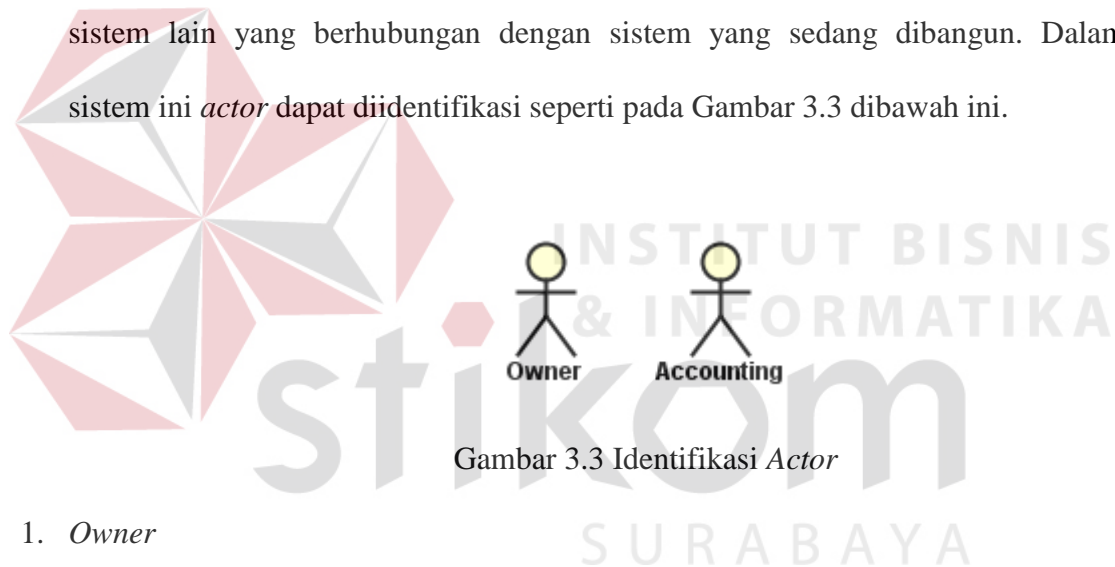 sistem lain yang berhubungan dengan sistem yang sedang dibangun. Dalam
sistem ini actor dapat diidentifikasi seperti pada Gambar 3.3 dibawah ini.
INSTITUT BISNIS
& INFORMATIKA
stikom
SURABAYA
Owner Accounting
Gambar 3.3 Identifikasi Actor
1. Owner